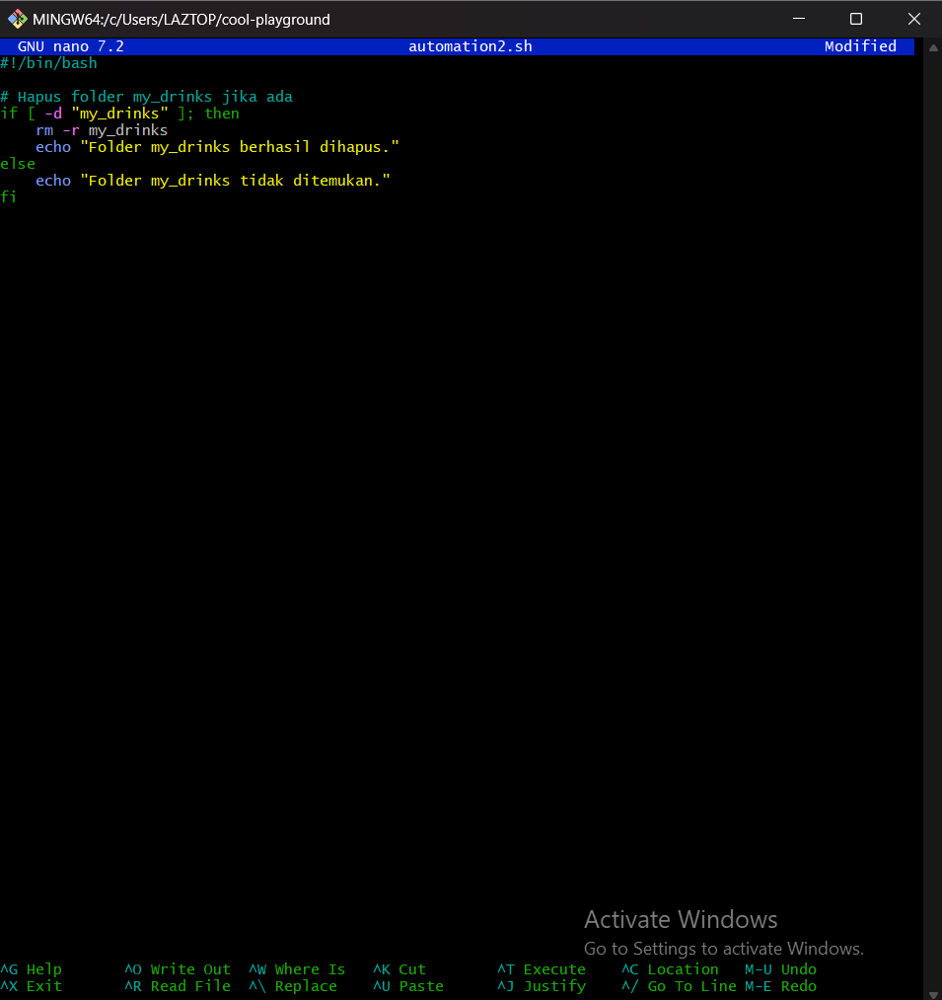 MINGW64:/c/Users/LAZTOP/cool-playground
GNU nano 7.2 automation2.sh Modified
#!/bin/bash
# Hapus folder my_drinks jika ada
if [ -d "my_drinks" ]; then
    rm -r my_drinks
    echo "Folder my_drinks berhasil dihapus."
else
    echo "Folder my_drinks tidak ditemukan."
fi
Activate Windows
Go to Settings to activate Windows.
^G Help ^O Write Out ^W Where Is ^K Cut ^T Execute ^C Location M-U Undo
^X Exit ^R Read File ^\ Replace ^U Paste ^J Justify ^/ Go To Line M-E Redo